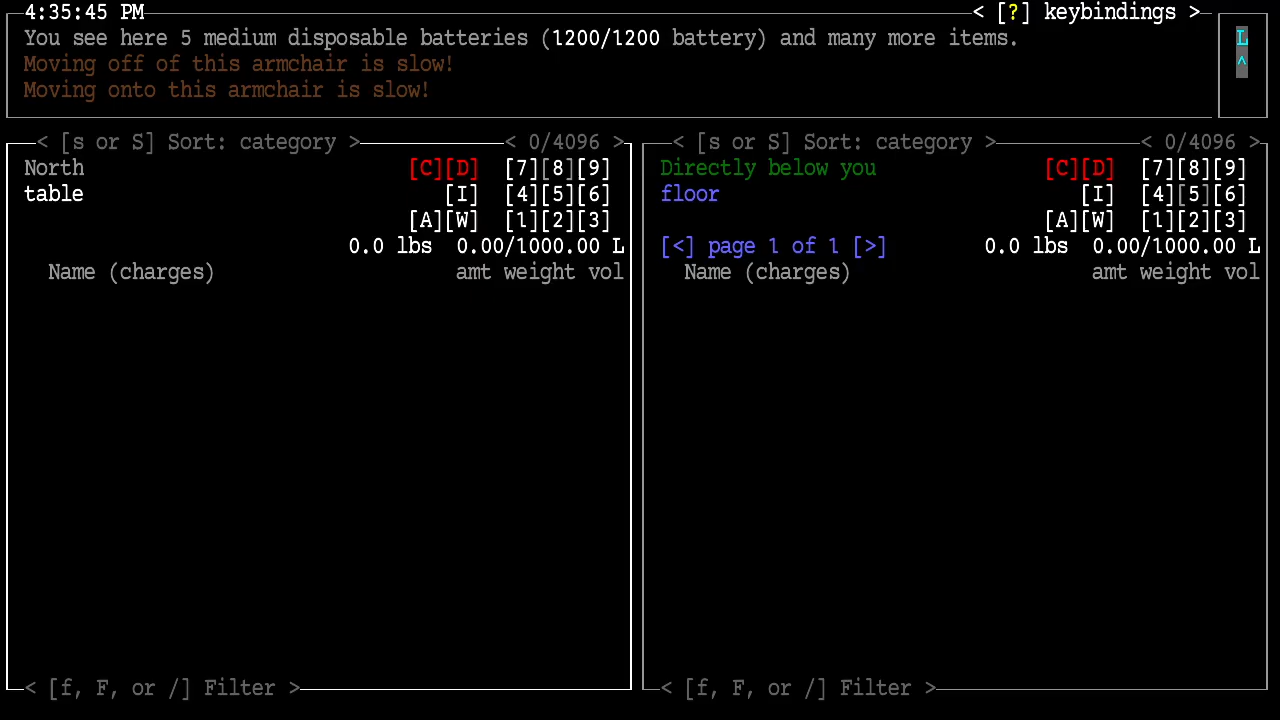 4:35:45 PM < [?] keybindings >
You see here 5 medium disposable batteries (1200/1200 battery) and many more items.
Moving off of this armchair is slow!
Moving onto this armchair is slow!
L
^
< [s or S] Sort: category > < 0/4096 >
North [C][D] [7][8][9]
table [I] [4][5][6]
[A][W] [1][2][3]
0.0 lbs 0.00/1000.00 L
Name (charges) amt weight vol
< [f, F, or /] Filter >
< [s or S] Sort: category > < 0/4096 >
Directly below you [C][D] [7][8][9]
floor [I] [4][5][6]
[A][W] [1][2][3]
[<] page 1 of 1 [>] 0.0 lbs 0.00/1000.00 L
Name (charges) amt weight vol
< [f, F, or /] Filter >